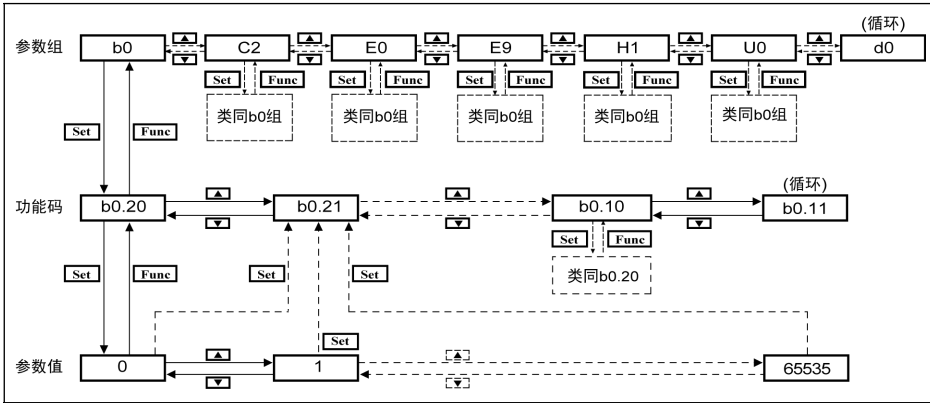 (循环)
参数组 b0 ▲ ▼ C2 ▲ ▼ E0 ▲ ▼ E9 ▲ ▼ H1 ▲ ▼ U0 ▲ ▼ d0
Set Func Set Func Set Func Set Func Set Func
类同b0组 类同b0组 类同b0组 类同b0组 类同b0组
Set Func
(循环)
功能码 b0.20 ▲ ▼ b0.21 ▲ ▼ b0.10 ▲ ▼ b0.11
Set Func
类同b0.20
Set Func Set Set
Set
参数值 0 ▲ ▼ 1 ▲ ▼ 65535